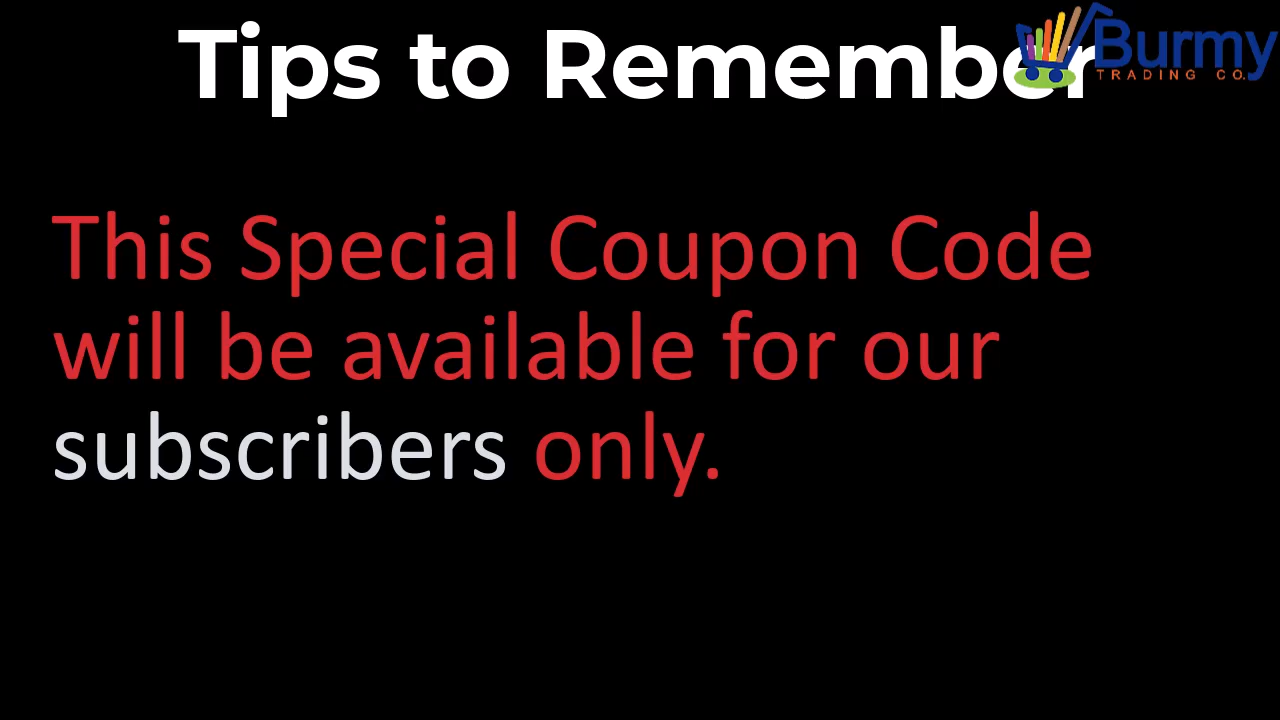 Tips to Remember
Burmy
TRADING CO.
This Special Coupon Code
will be available for our
subscribers only.